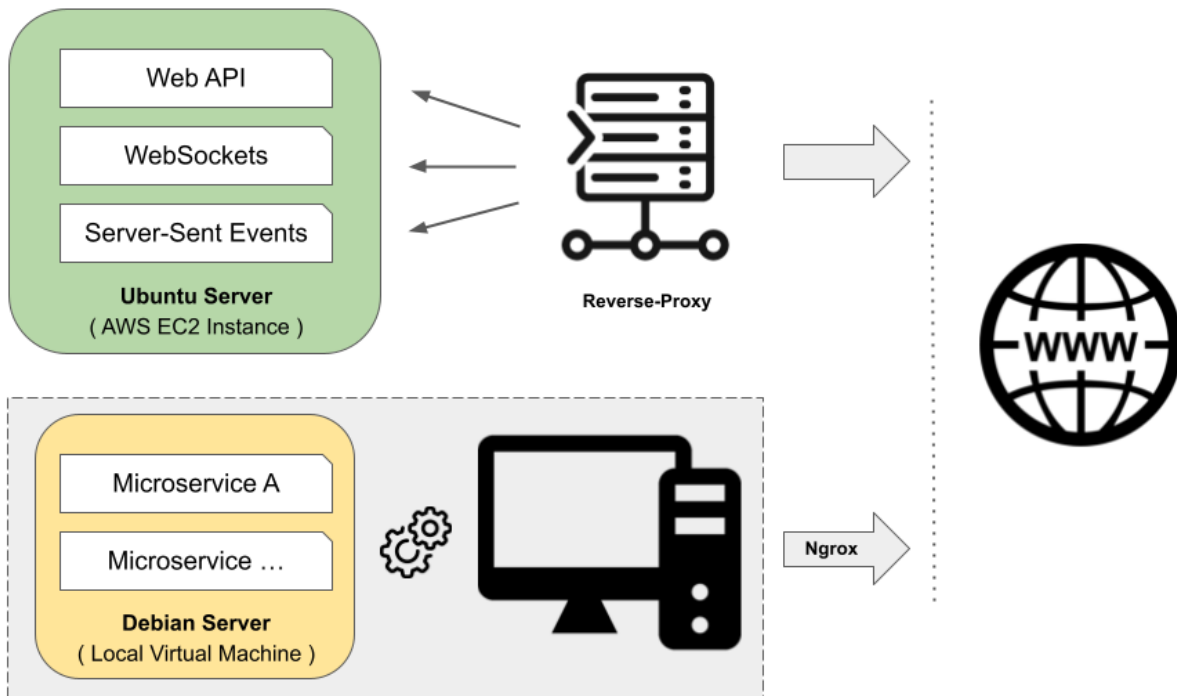 Web API
WebSockets
Server-Sent Events
Ubuntu Server
( AWS EC2 Instance )
Reverse-Proxy
WWW
Microservice A
Microservice …
Debian Server
( Local Virtual Machine )
Ngrox